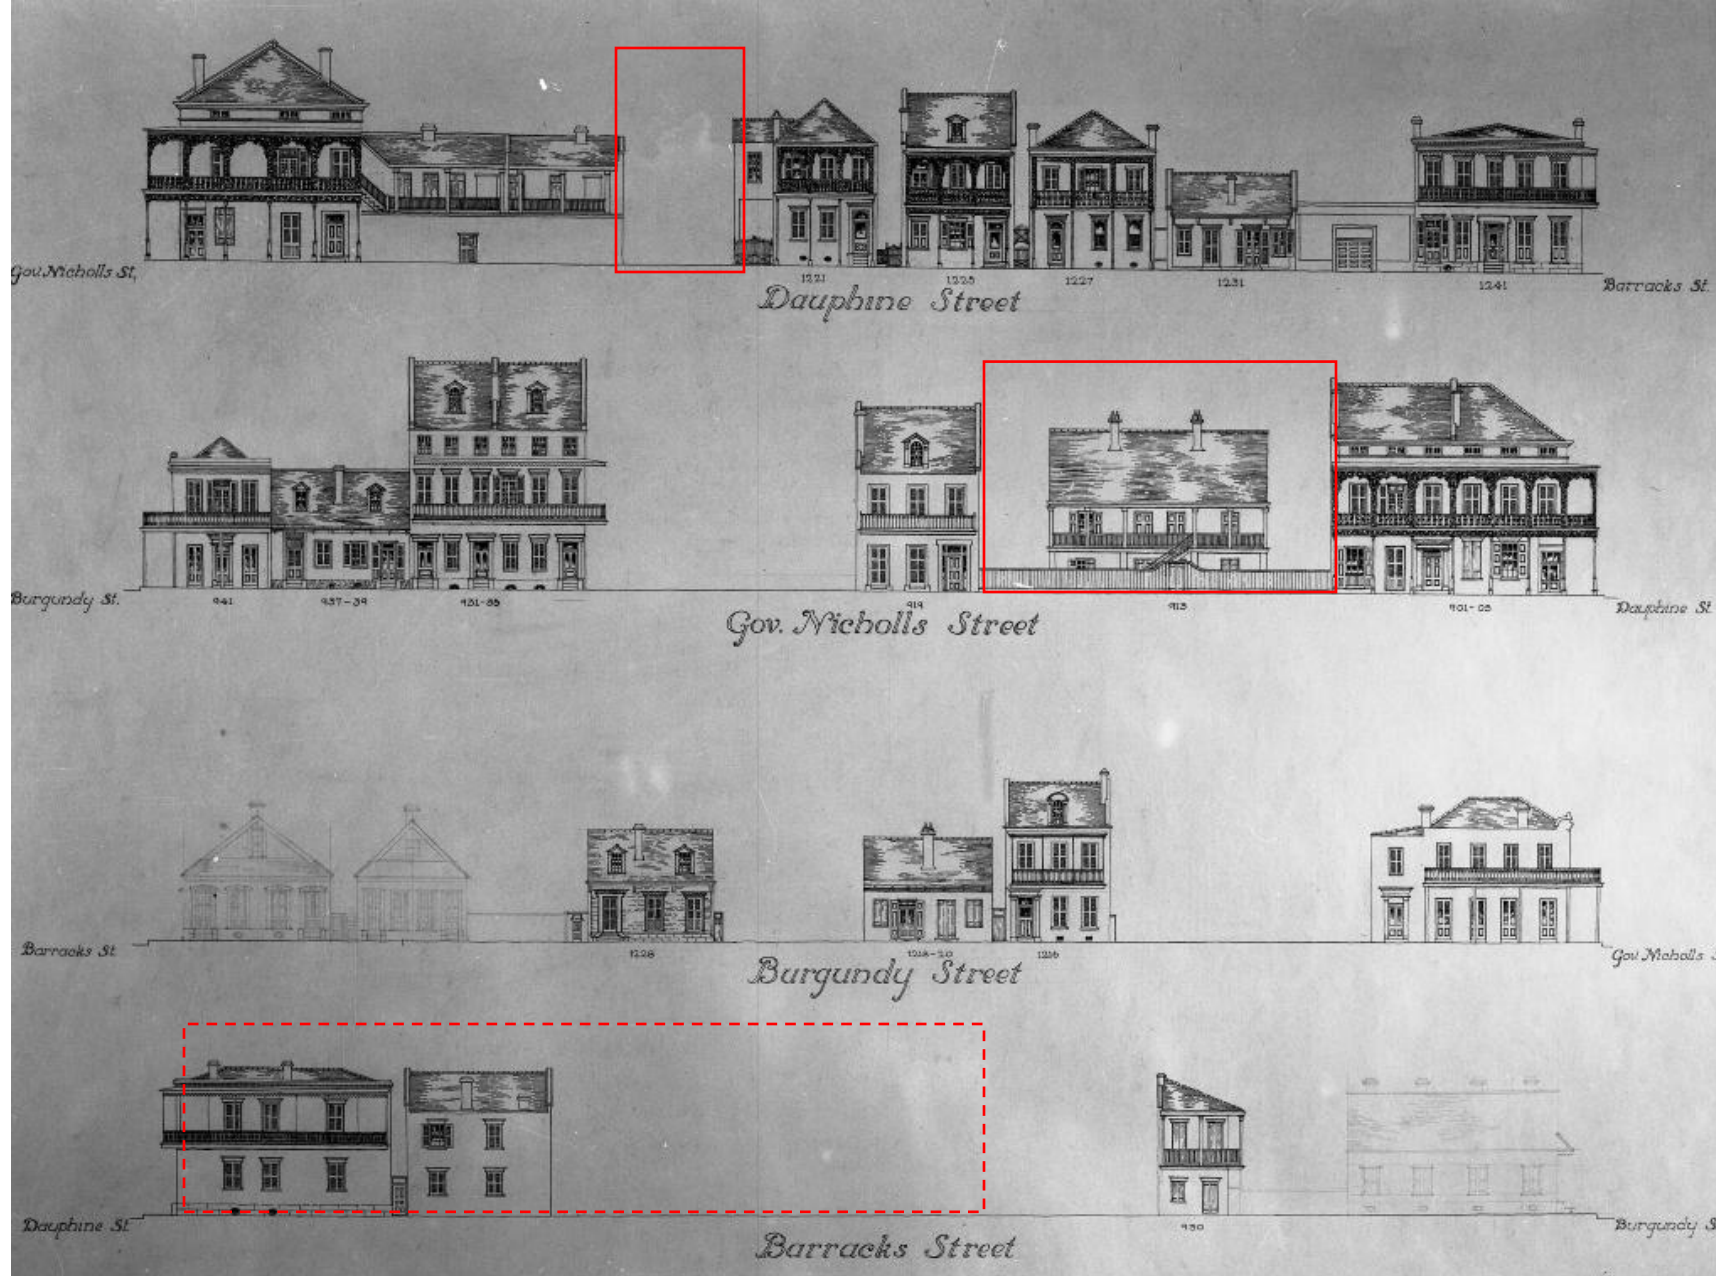 Gov. Nicholls St,
1221
1225
1227
1231
1241
Barracks St.
Dauphine Street
Burgundy St.
941
937-39
931-35
919
913
901-05
Dauphine St
Gov. Nicholls Street
Barracks St
1228
1218-20
1216
Gov Nicholls S
Burgundy Street
Dauphine St
930
Burgundy S
Barracks Street